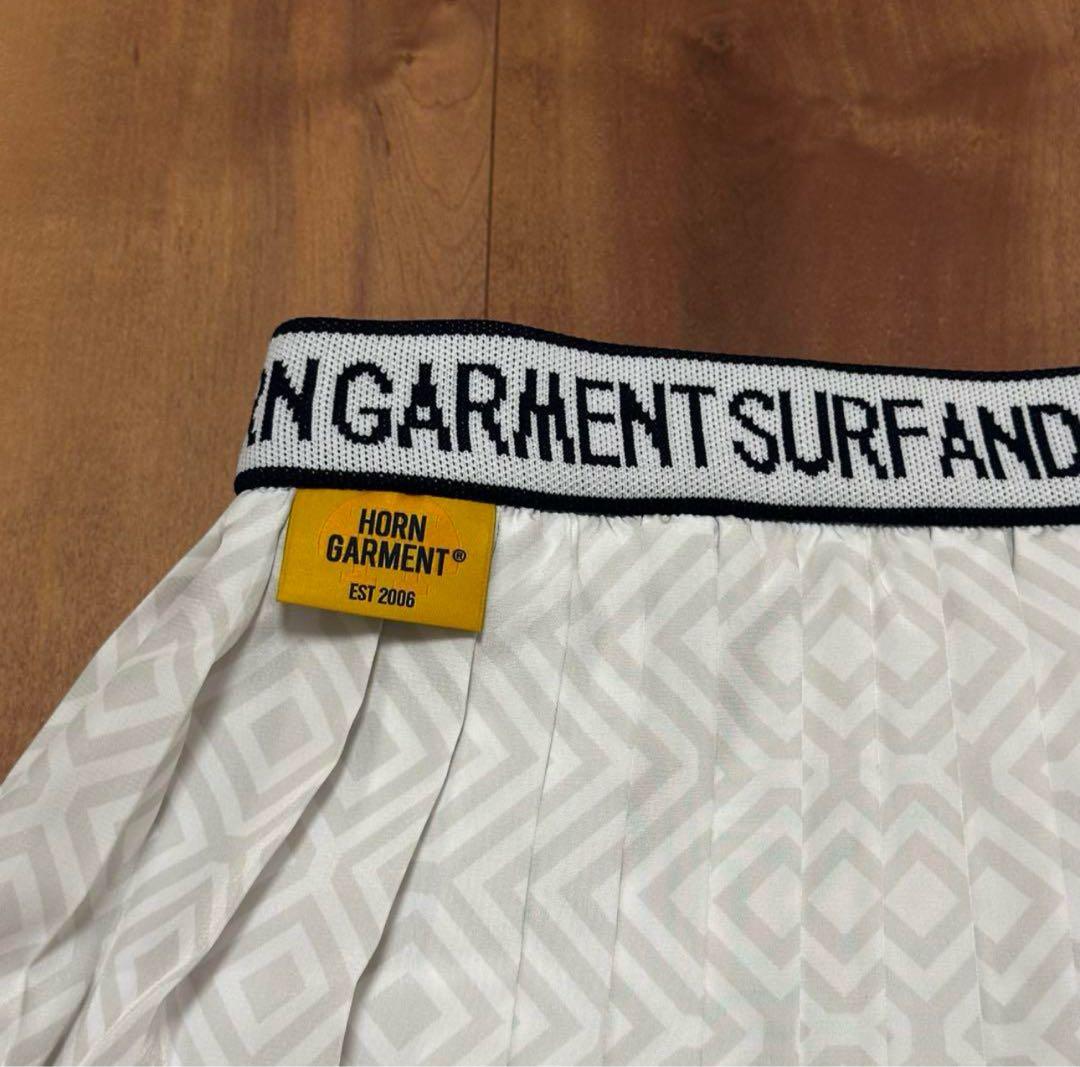 RN GARMENT SURF AND
HORN
GARMENT®
EST 2006